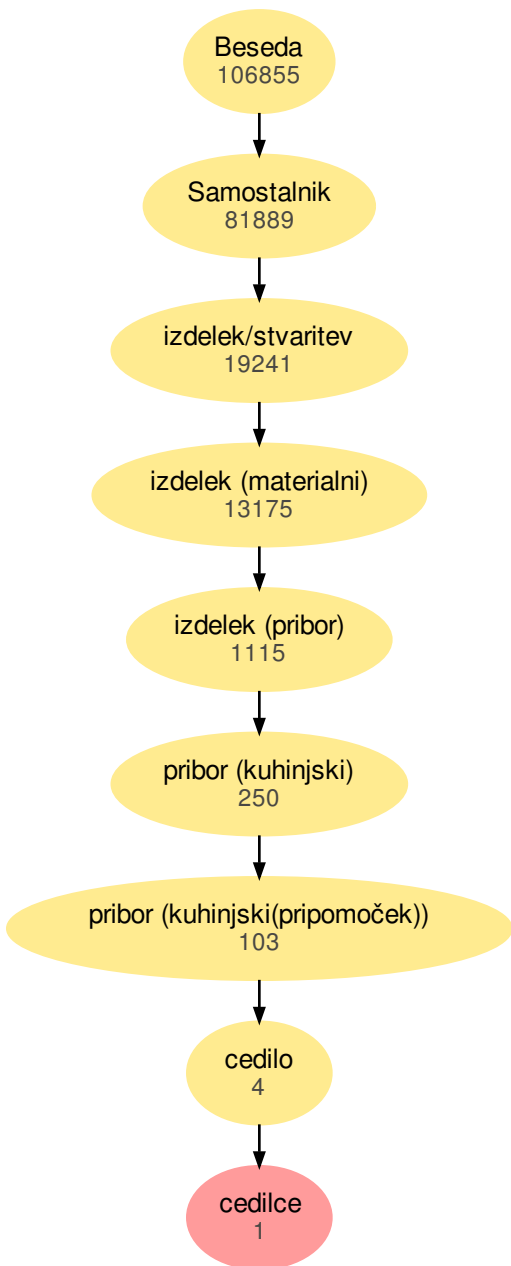 Beseda
106855
Samostalnik
81889
izdelek/stvaritev
19241
izdelek (materialni)
13175
izdelek (pribor)
1115
pribor (kuhinjski)
250
pribor (kuhinjski(pripomoček))
103
cedilo
4
cedilce
1